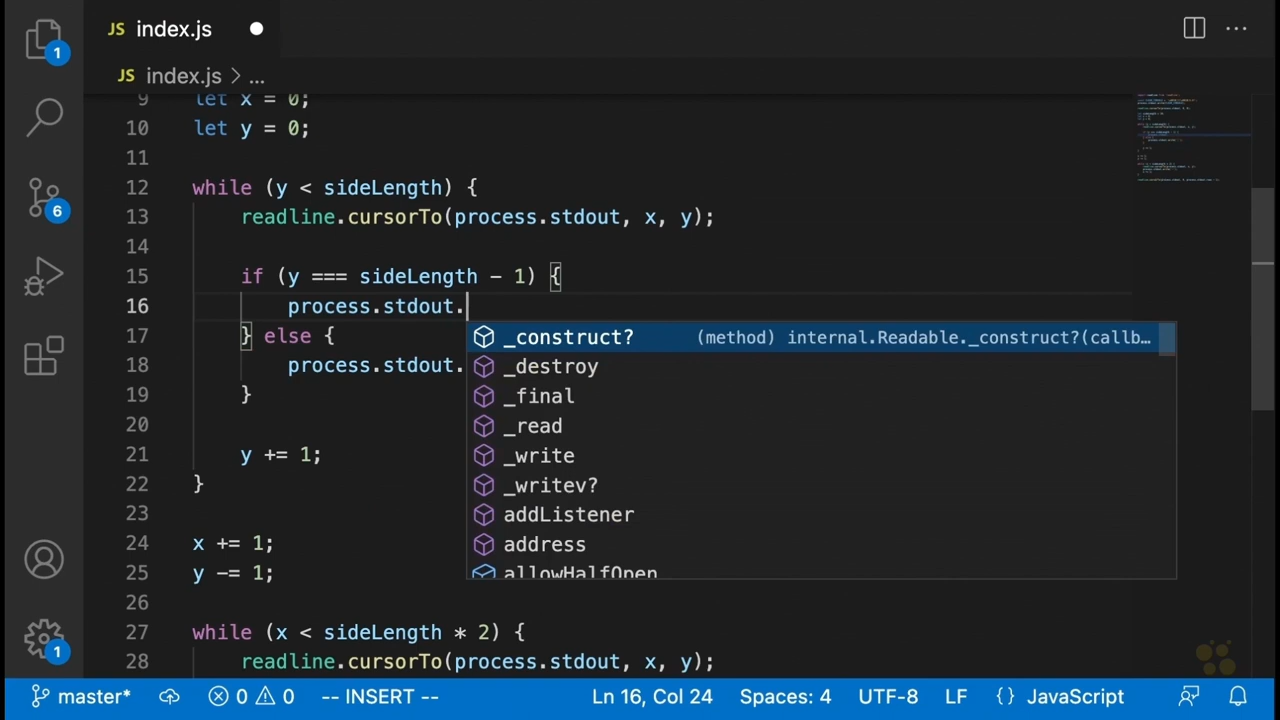 JS index.js
JS index.js > ...
9 let x = 0;
10 let y = 0;
11
12 while (y < sideLength) {
13 readline.cursorTo(process.stdout, x, y);
14
15 if (y === sideLength - 1) {
16 process.stdout.
_construct? (method) internal.Readable._construct?(callb…
17 } else {
_destroy
18 process.stdout.
_final
19 }
_read
20
_write
21 y += 1;
_writev?
22 }
addListener
23
address
24 x += 1;
allowHalfOpen
25 y -= 1;
26
27 while (x < sideLength * 2) {
28 readline.cursorTo(process.stdout, x, y);
1
6
1
master* 0 0 -- INSERT -- Ln 16, Col 24 Spaces: 4 UTF-8 LF {} JavaScript